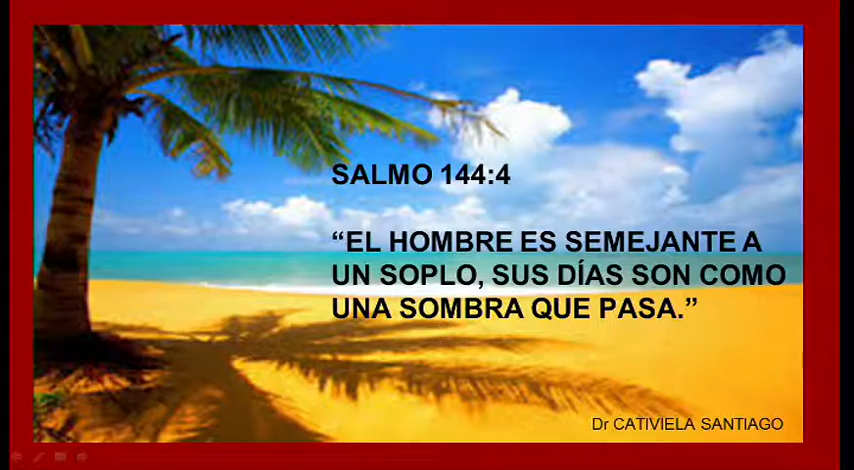 SALMO 144:4
“EL HOMBRE ES SEMEJANTE A
UN SOPLO, SUS DÍAS SON COMO
UNA SOMBRA QUE PASA.”
Dr CATIVIELA SANTIAGO